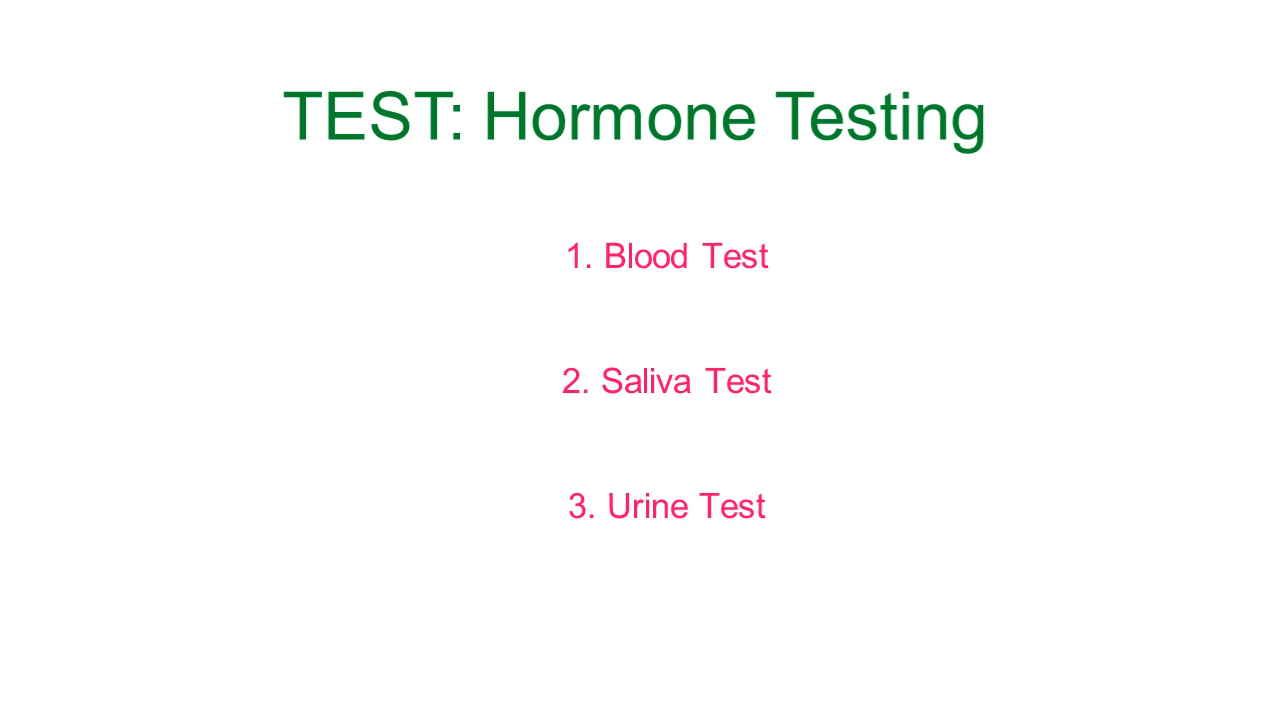 TEST: Hormone Testing
1. Blood Test
2. Saliva Test
3. Urine Test